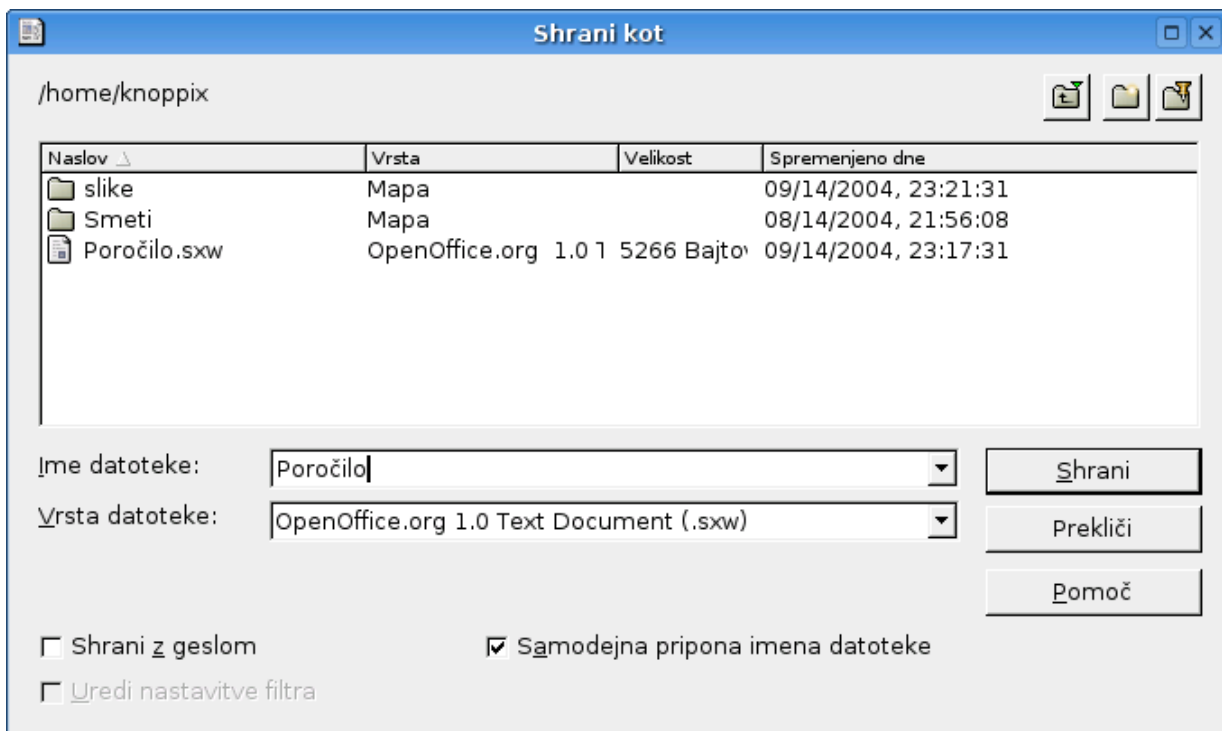 Shrani kot
/home/knoppix
Naslov Vrsta Velikost Spremenjeno dne
slike Mapa 09/14/2004, 23:21:31
Smeti Mapa 08/14/2004, 21:56:08
Poročilo.sxw OpenOffice.org 1.0 5266 Bajtov 09/14/2004, 23:17:31
Ime datoteke: Poročilo Shrani
Vrsta datoteke: OpenOffice.org 1.0 Text Document (.sxw) Prekliči
Pomoč
Shrani z geslom Samodejna pripona imena datoteke
Uredi nastavitve filtra